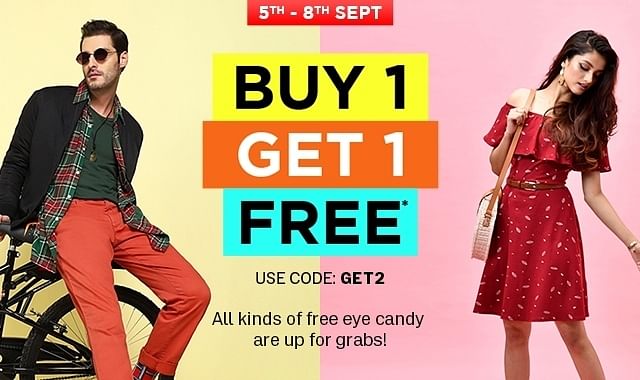 5TH - 8TH SEPT
BUY 1
GET 1
FREE*
USE CODE: GET2
All kinds of free eye candy
are up for grabs!